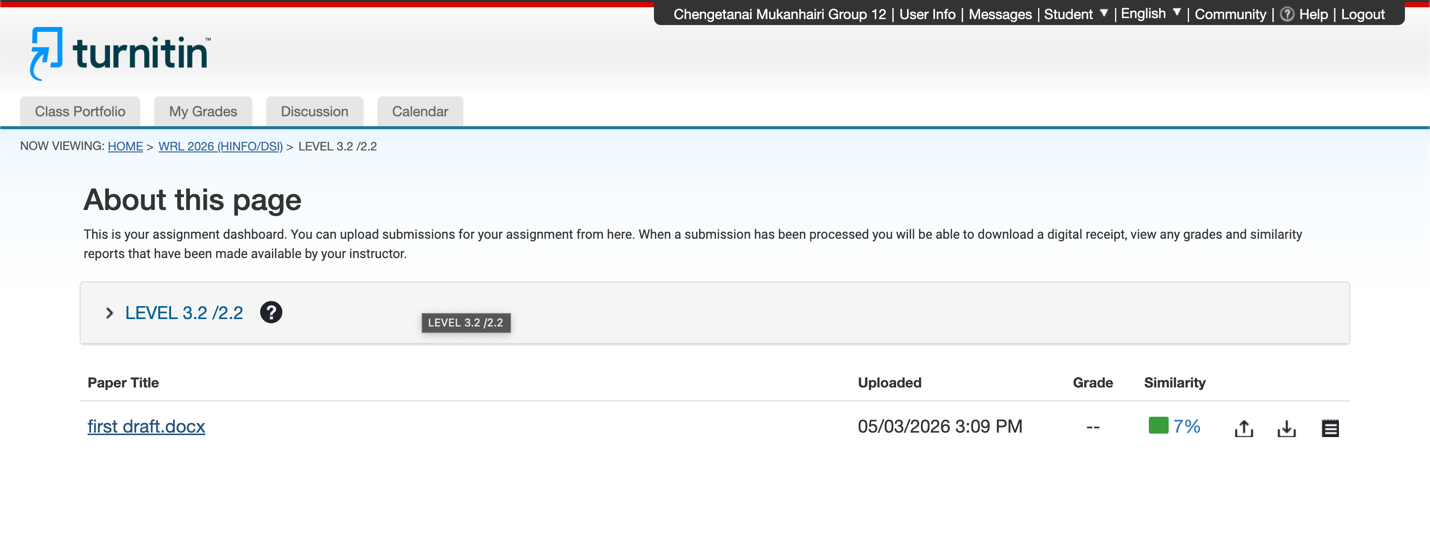 Chengetanai Mukanhairi Group 12 | User Info | Messages | Student ▼ | English ▼ | Community | ? Help | Logout
turnitin™
Class Portfolio My Grades Discussion Calendar
NOW VIEWING: HOME > WRL 2026 (HINFO/DSI) > LEVEL 3.2 /2.2
About this page
This is your assignment dashboard. You can upload submissions for your assignment from here. When a submission has been processed you will be able to download a digital receipt, view any grades and similarity
reports that have been made available by your instructor.
> LEVEL 3.2 /2.2 ?
LEVEL 3.2 /2.2
Paper Title Uploaded Grade Similarity
first draft.docx 05/03/2026 3:09 PM -- 7%